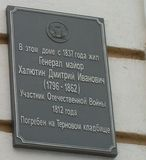 В этом доме с 1837 года жил
Генерал майор
Халютин Дмитрий Иванович
(1796 - 1862)
Участник Отечественной Войны
1812 года
Погребён на Терновом кладбище